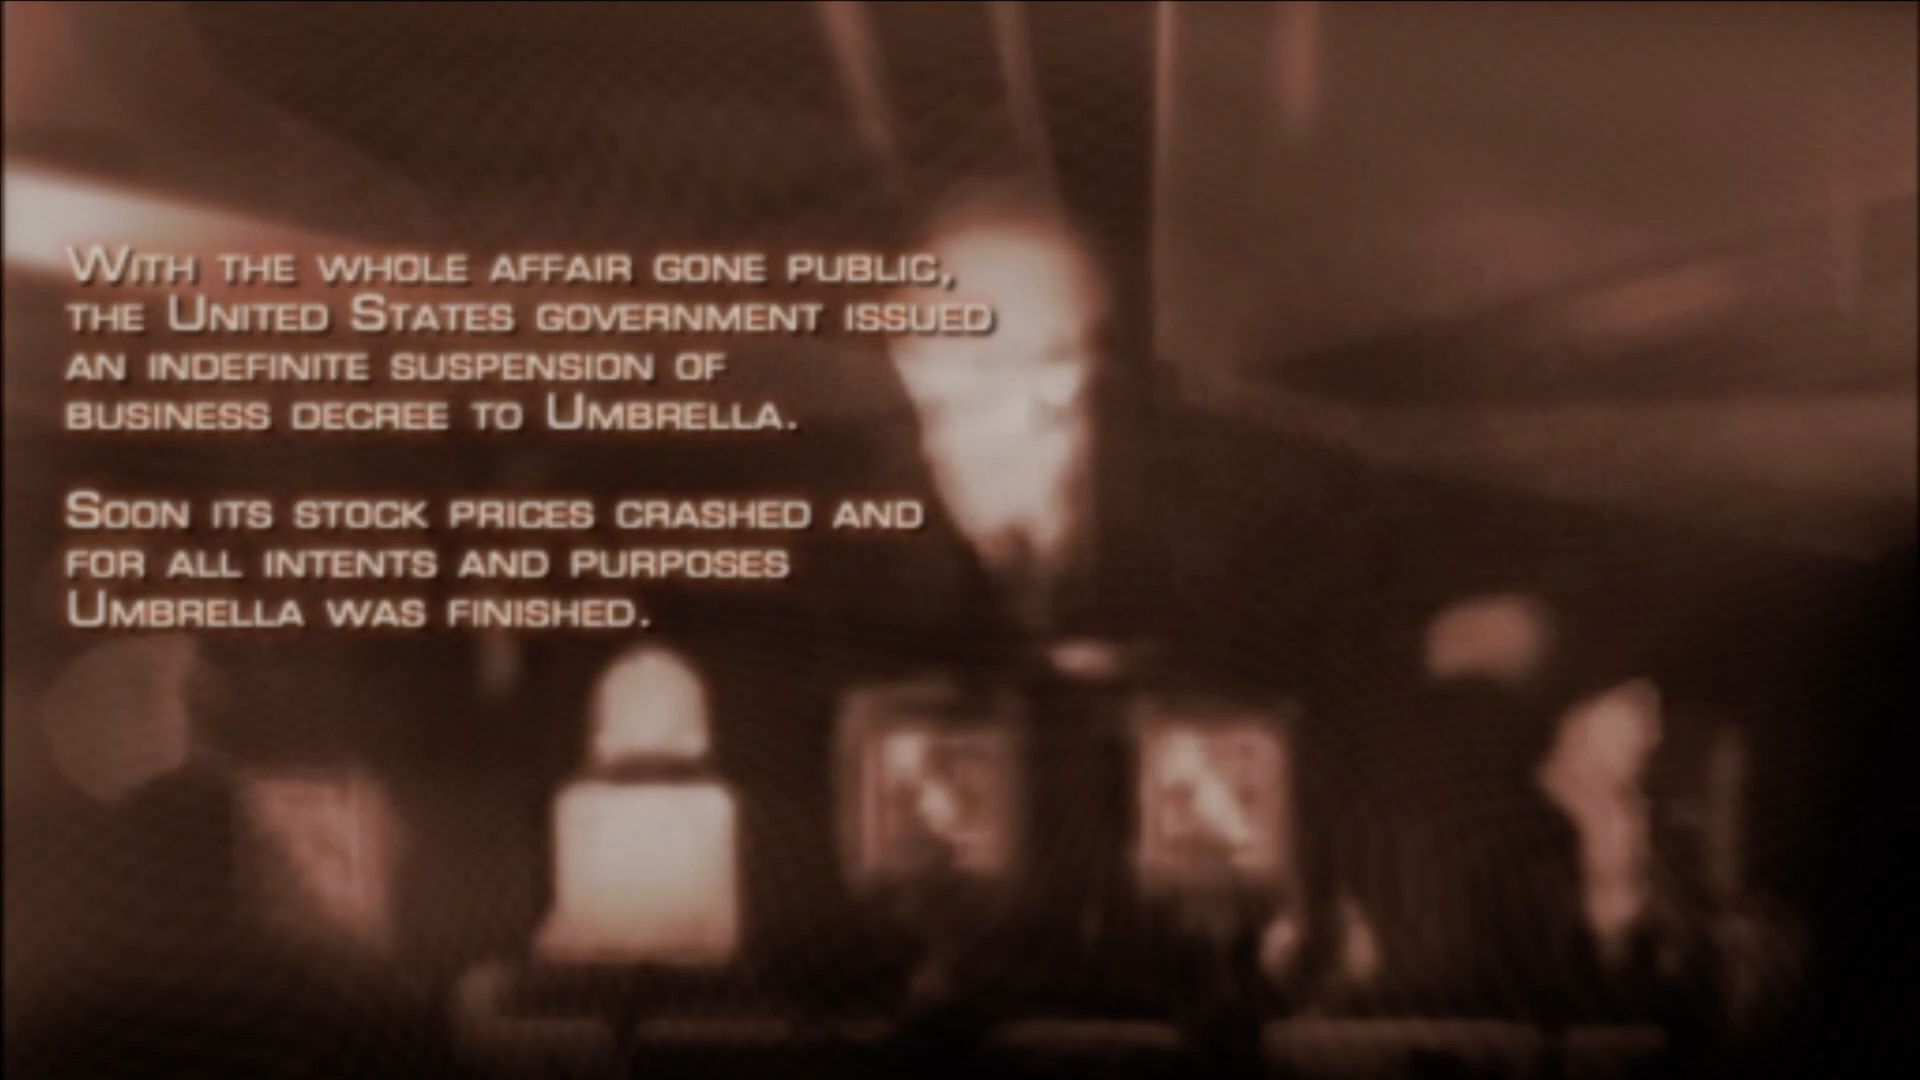 With the whole affair gone public,
the United States government issued
an indefinite suspension of
business decree to Umbrella.
Soon its stock prices crashed and
for all intents and purposes
Umbrella was finished.